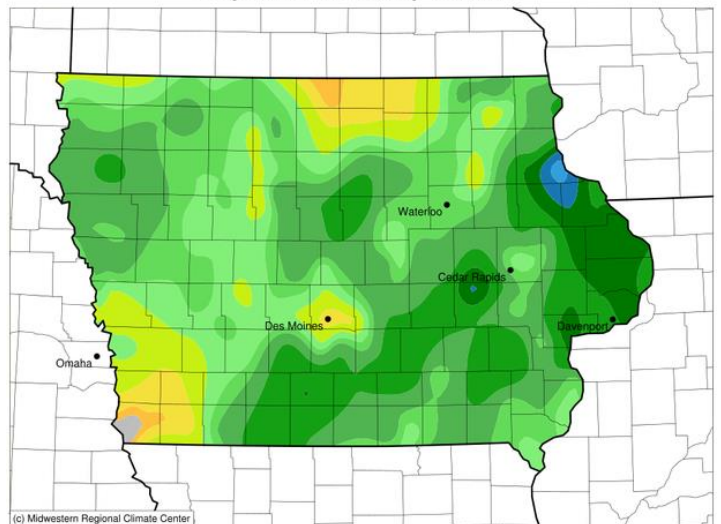 Waterloo
Cedar Rapids
Des Moines
Davenport
Omaha
(c) Midwestern Regional Climate Center